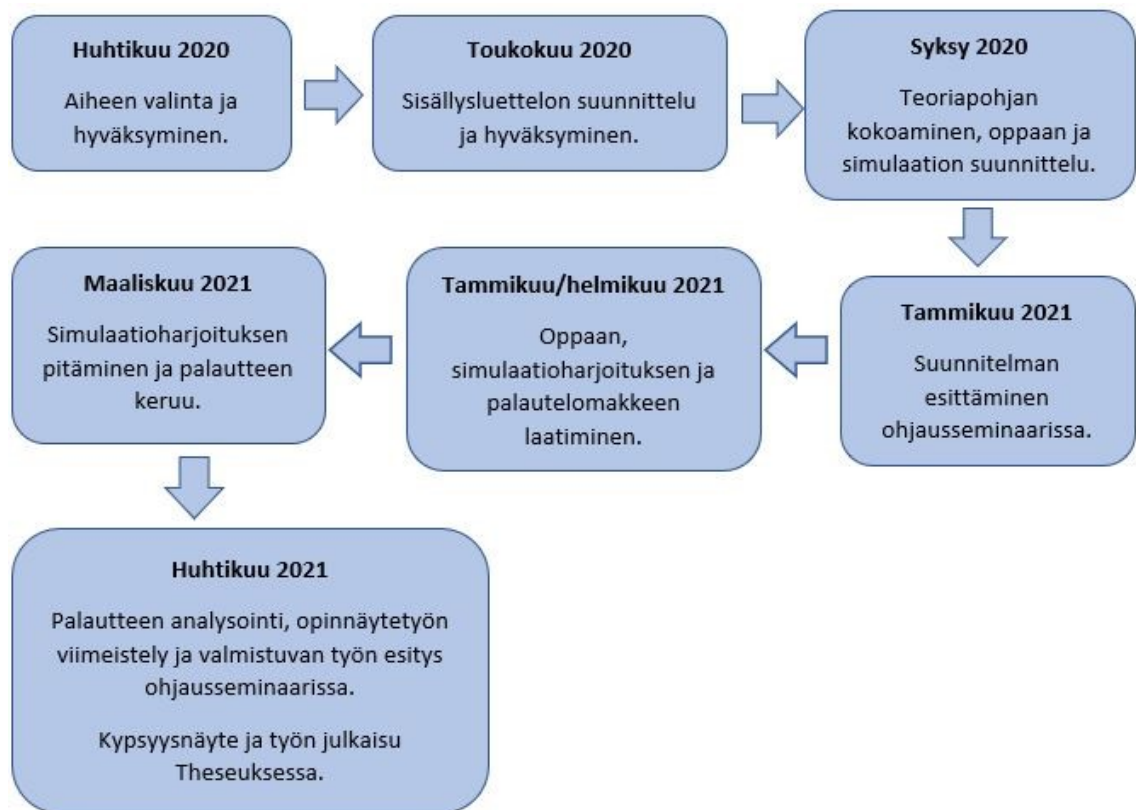 Huhtikuu 2020
Aiheen valinta ja
hyväksyminen.
Toukokuu 2020
Sisällysluettelon suunnittelu
ja hyväksyminen.
Syksy 2020
Teoriapohjan
kokoaminen, oppaan ja
simulaation suunnittelu.
Tammikuu 2021
Suunnitelman
esittäminen
ohjausseminaarissa.
Tammikuu/helmikuu 2021
Oppaan,
simulaatioharjoituksen ja
palautelomakkeen
laatiminen.
Maaliskuu 2021
Simulaatioharjoituksen
pitäminen ja palautteen
keruu.
Huhtikuu 2021
Palautteen analysointi, opinnäytetyön
viimeistely ja valmistuvan työn esitys
ohjausseminaarissa.
Kypsyysnäyte ja työn julkaisu
Theseuksessa.